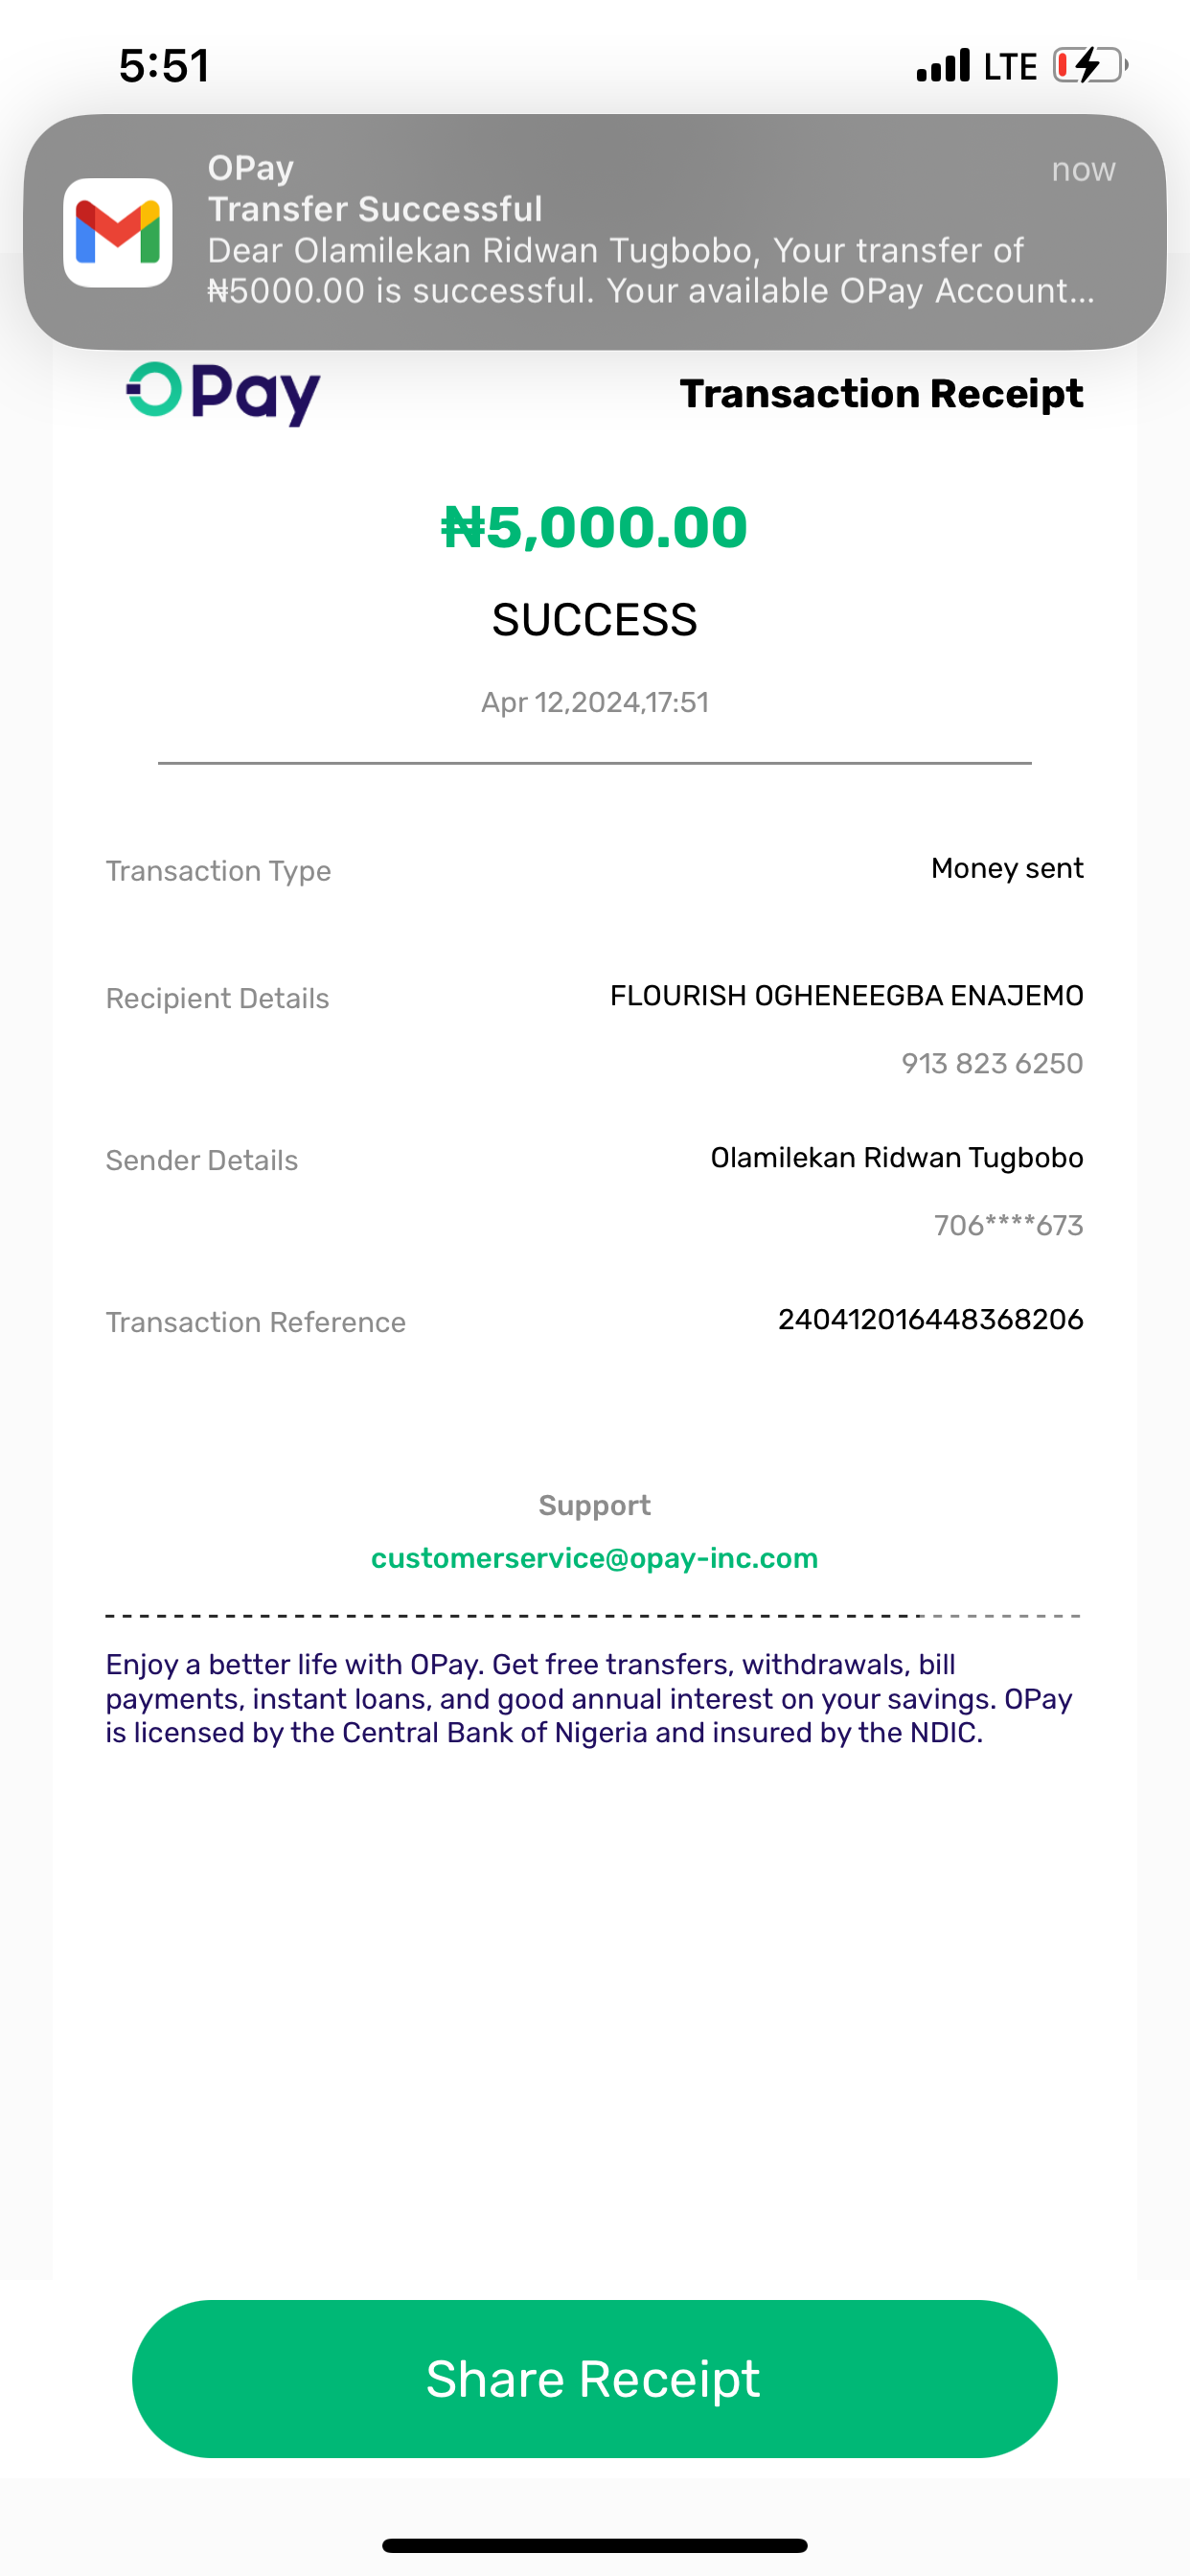 5:51 LTE
OPay now
Transfer Successful
Dear Olamilekan Ridwan Tugbobo, Your transfer of
₦5000.00 is successful. Your available OPay Account...
OPay Transaction Receipt
₦5,000.00
SUCCESS
Apr 12,2024,17:51
Transaction Type Money sent
Recipient Details FLOURISH OGHENEEGBA ENAJEMO
913 823 6250
Sender Details Olamilekan Ridwan Tugbobo
706****673
Transaction Reference 240412016448368206
Support
customerservice@opay-inc.com
Enjoy a better life with OPay. Get free transfers, withdrawals, bill
payments, instant loans, and good annual interest on your savings. OPay
is licensed by the Central Bank of Nigeria and insured by the NDIC.
Share Receipt